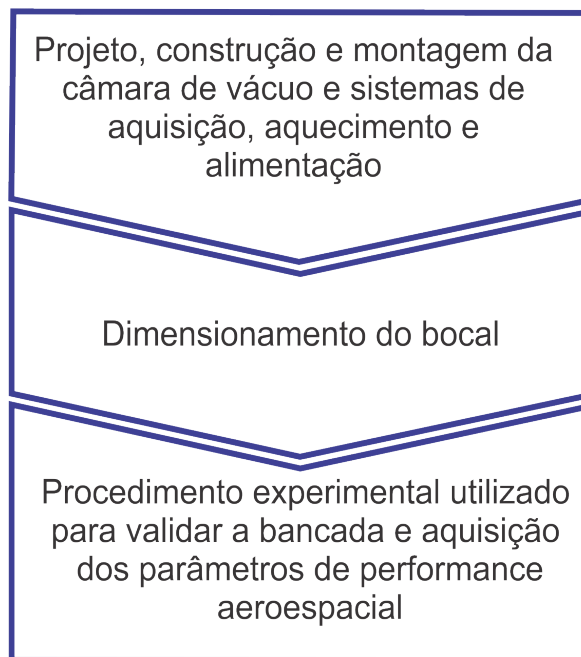 Projeto, construção e montagem da
câmara de vácuo e sistemas de
aquisição, aquecimento e
alimentação
Dimensionamento do bocal
Procedimento experimental utilizado
para validar a bancada e aquisição
dos parâmetros de performance
aeroespacial